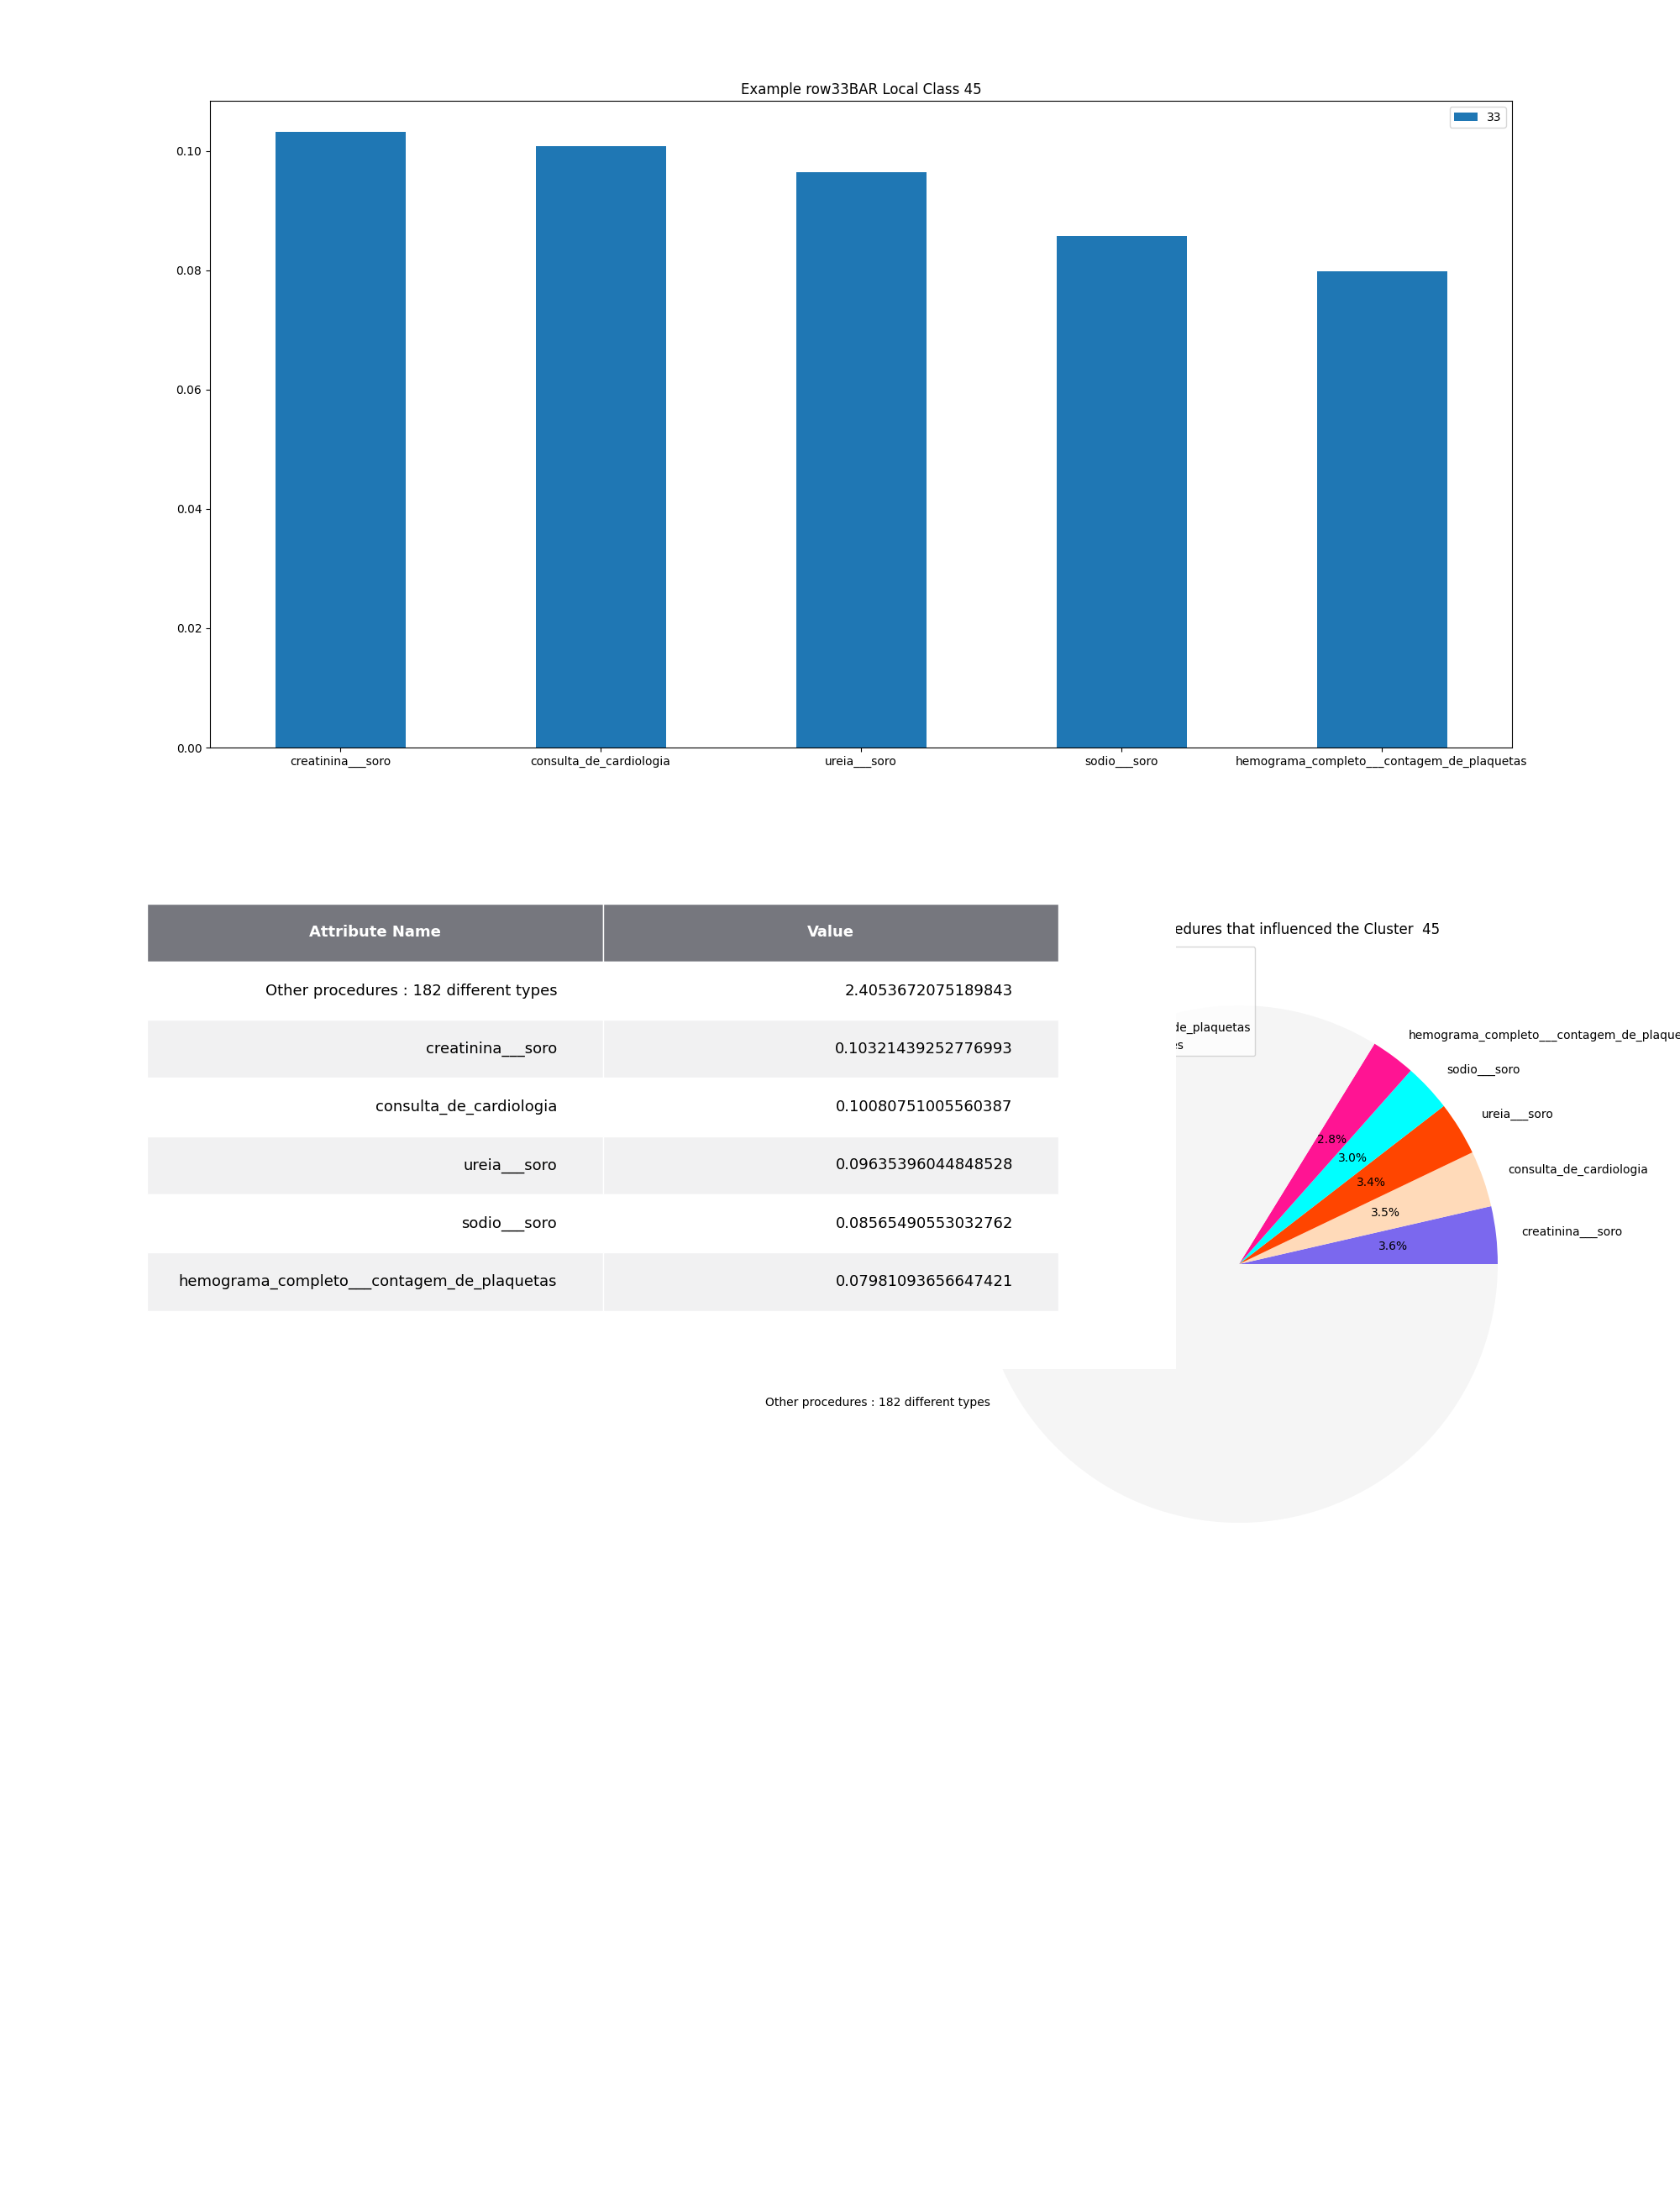 Example row33BAR Local Class 45
33
0.10
0.08
0.06
0.04
0.02
0.00
creatinina___soro
consulta_de_cardiologia
ureia___soro
sodio___soro
hemograma_completo___contagem_de_plaquetas
Attribute Name Value
Other procedures : 182 different types 2.4053672075189843
creatinina___soro 0.10321439252776993
consulta_de_cardiologia 0.10080751005560387
ureia___soro 0.09635396044848528
sodio___soro 0.08565490553032762
hemograma_completo___contagem_de_plaquetas 0.07981093656647421
edures that influenced the Cluster 45
de_plaquetas
es
hemograma_completo___contagem_de_plaque
sodio___soro
ureia___soro
consulta_de_cardiologia
creatinina___soro
2.8%
3.0%
3.4%
3.5%
3.6%
Other procedures : 182 different types